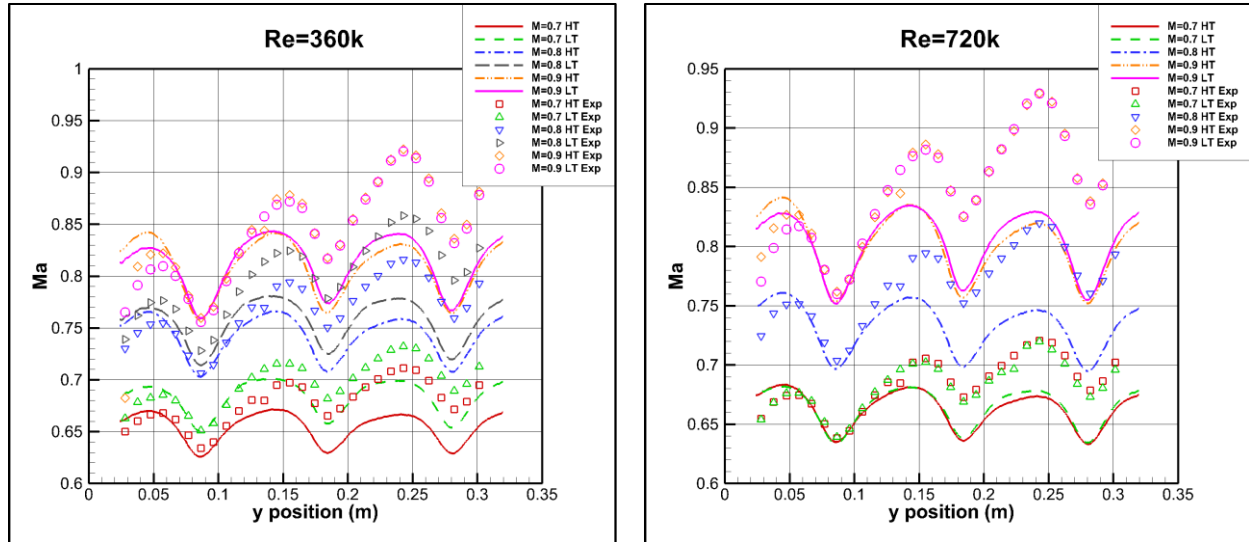 Re=360k
M=0.7 HT
M=0.7 LT
M=0.8 HT
M=0.8 LT
M=0.9 HT
M=0.9 LT
M=0.7 HT Exp
M=0.7 LT Exp
M=0.8 HT Exp
M=0.8 LT Exp
M=0.9 HT Exp
M=0.9 LT Exp
1
0.95
0.9
0.85
0.8
0.75
0.7
0.65
0.6
Ma
0
0.05
0.1
0.15
0.2
0.25
0.3
0.35
y position (m)
Re=720k
M=0.7 HT
M=0.7 LT
M=0.8 HT
M=0.9 HT
M=0.9 LT
M=0.7 HT Exp
M=0.7 LT Exp
M=0.8 HT Exp
M=0.9 HT Exp
M=0.9 LT Exp
0.95
0.9
0.85
0.8
0.75
0.7
0.65
0.6
Ma
0
0.05
0.1
0.15
0.2
0.25
0.3
0.35
y position (m)